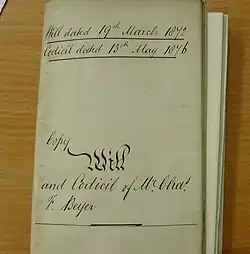 Will dated 19th March 1872
Codicil dated 13th May 1876
Copy
Will
and Codicil of Mr Chas.
F. Beyer